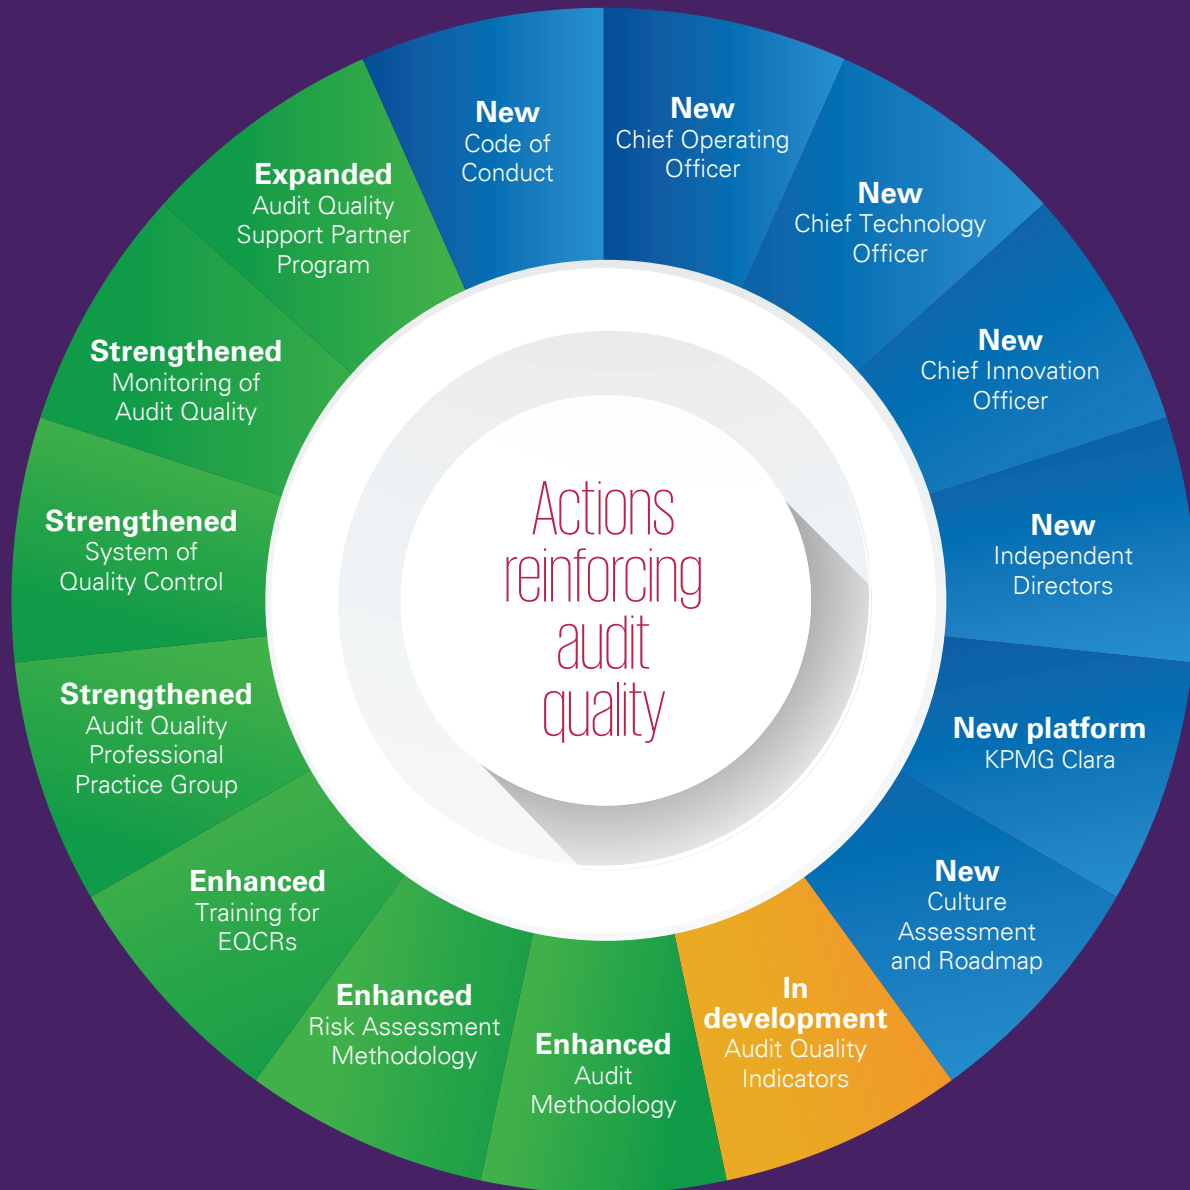 Actions
reinforcing
audit
quality
New
Chief Operating
Officer
New
Chief Technology
Officer
New
Chief Innovation
Officer
New
Independent
Directors
New platform
KPMG Clara
New
Culture
Assessment
and Roadmap
In
development
Audit Quality
Indicators
Enhanced
Audit
Methodology
Enhanced
Risk Assessment
Methodology
Enhanced
Training for
EQCRs
Strengthened
Audit Quality
Professional
Practice Group
Strengthened
System of
Quality Control
Strengthened
Monitoring of
Audit Quality
Expanded
Audit Quality
Support Partner
Program
New
Code of
Conduct